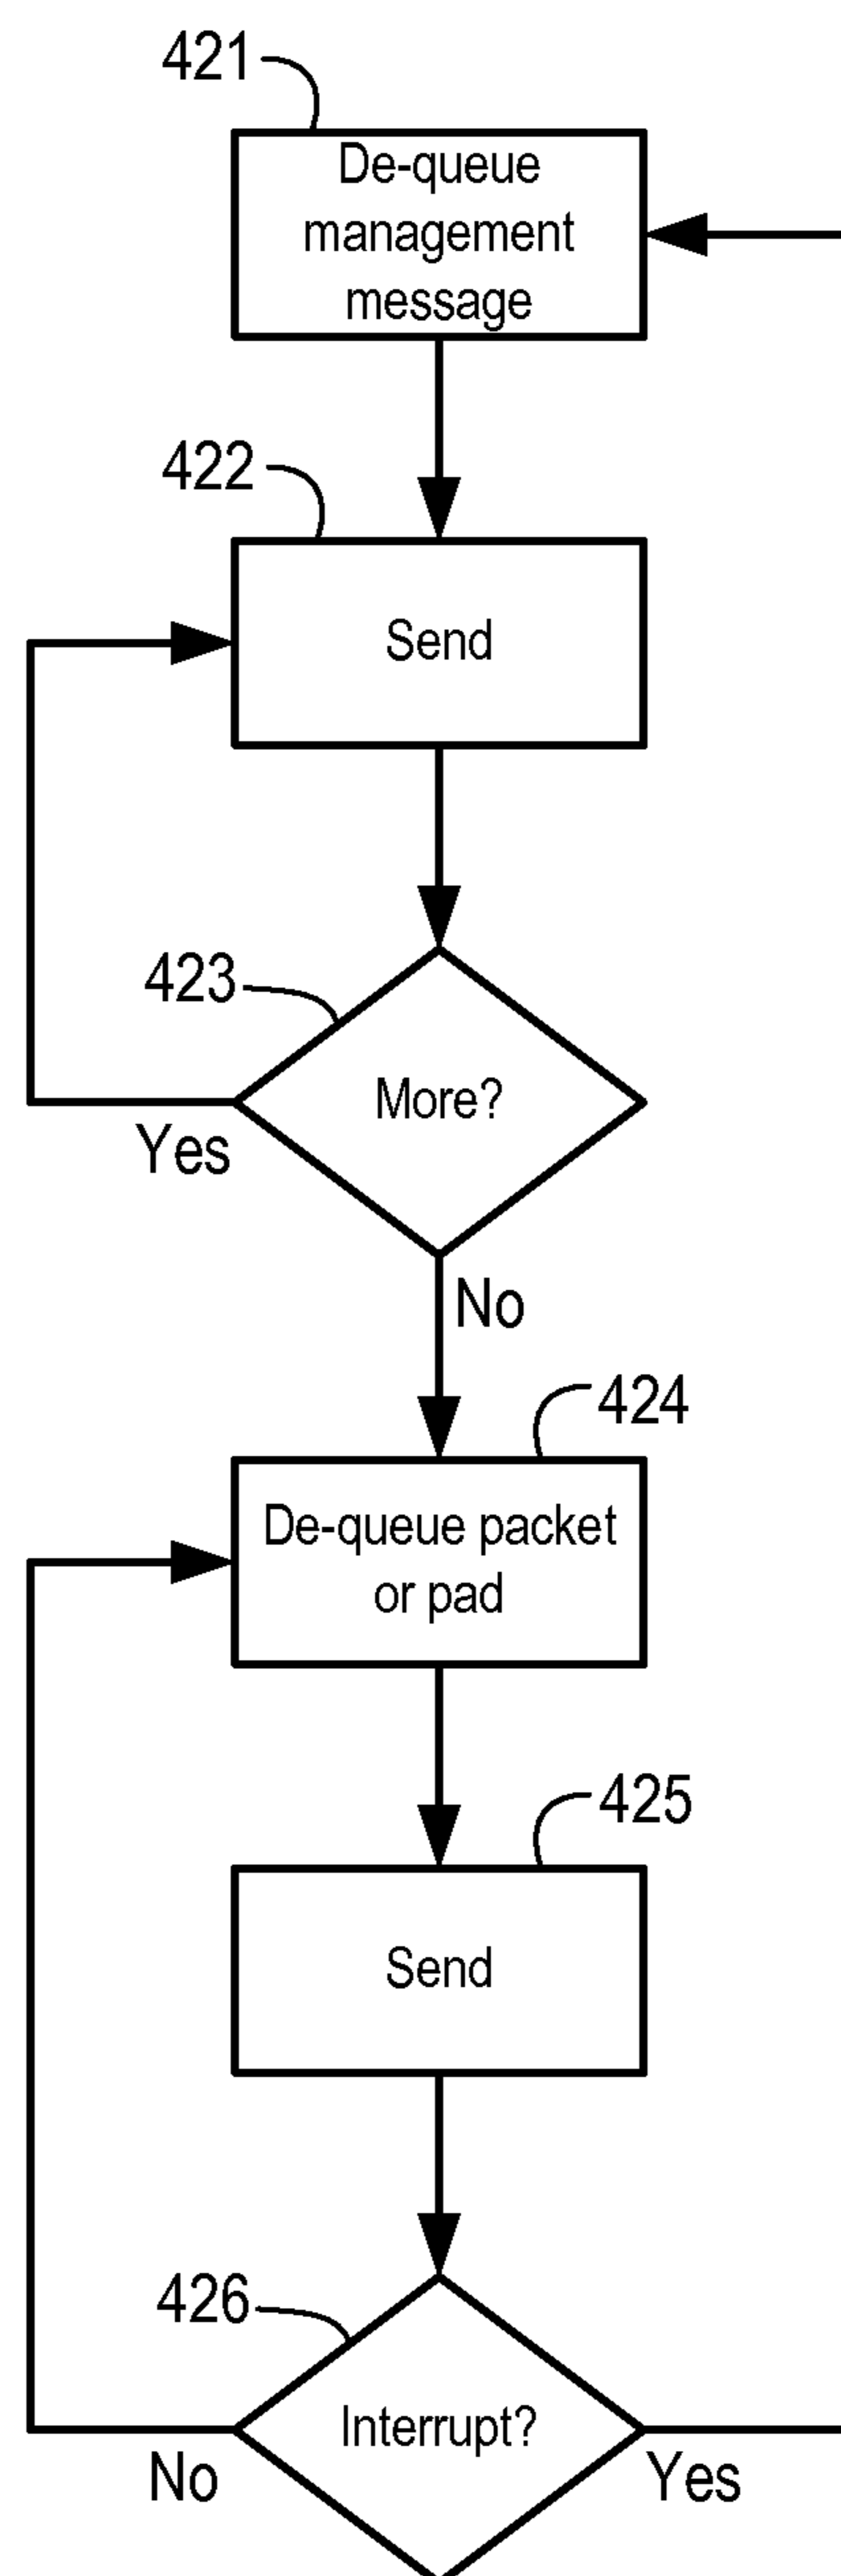 421
De-queue
management
message
422
Send
423
More?
Yes
No
424
De-queue packet
or pad
425
Send
426
Interrupt?
No
Yes